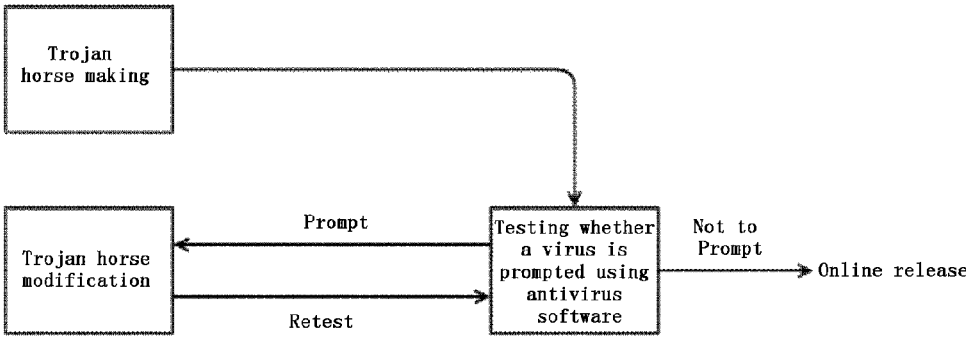 Trojan
horse making
Trojan horse
modification
Prompt
Retest
Testing whether
a virus is
prompted using
antivirus
software
Not to
Prompt
Online release